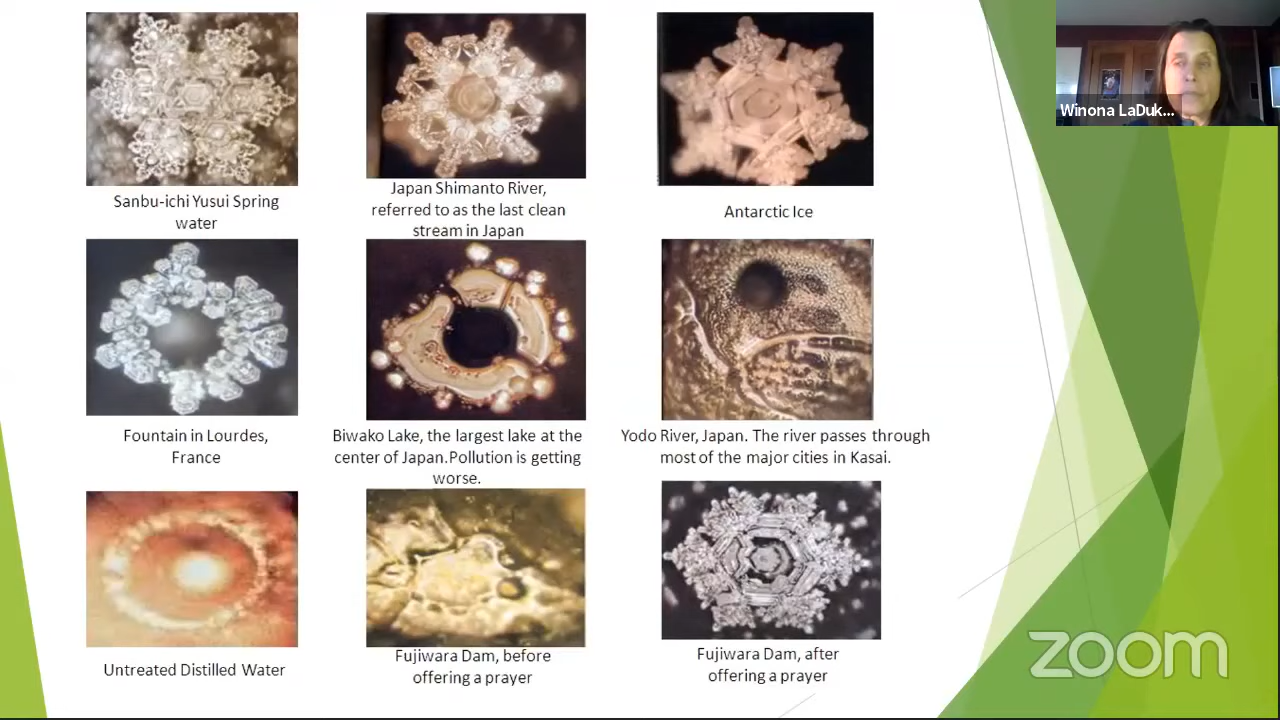 Winona LaDuk...
Sanbu-ichi Yusui Spring
water
Japan Shimanto River,
referred to as the last clean
stream in Japan
Antarctic Ice
Fountain in Lourdes,
France
Biwako Lake, the largest lake at the
center of Japan.Pollution is getting
worse.
Yodo River, Japan. The river passes through
most of the major cities in Kasai.
Untreated Distilled Water
Fujiwara Dam, before
offering a prayer
Fujiwara Dam, after
offering a prayer
zoom